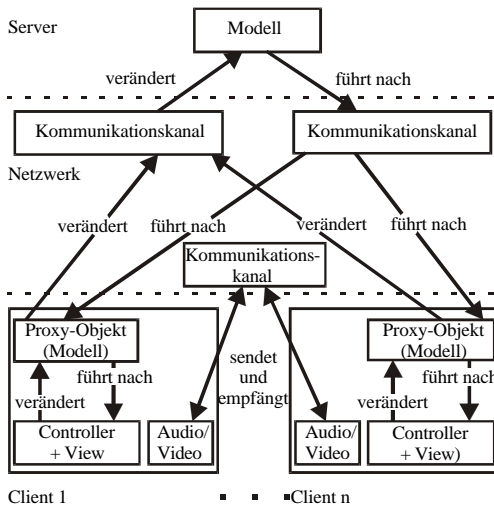 Server
Modell
verändert
führt nach
Kommunikationskanal
Kommunikationskanal
Netzwerk
verändert
führt nach
verändert
führt nach
Kommunikations-
kanal
Proxy-Objekt
(Modell)
verändert
führt nach
Controller
+ View
Audio/
Video
sendet
und
empfängt
Proxy-Objekt
(Modell)
verändert
führt nach
Audio/
Video
Controller
+ View)
Client 1
Client n